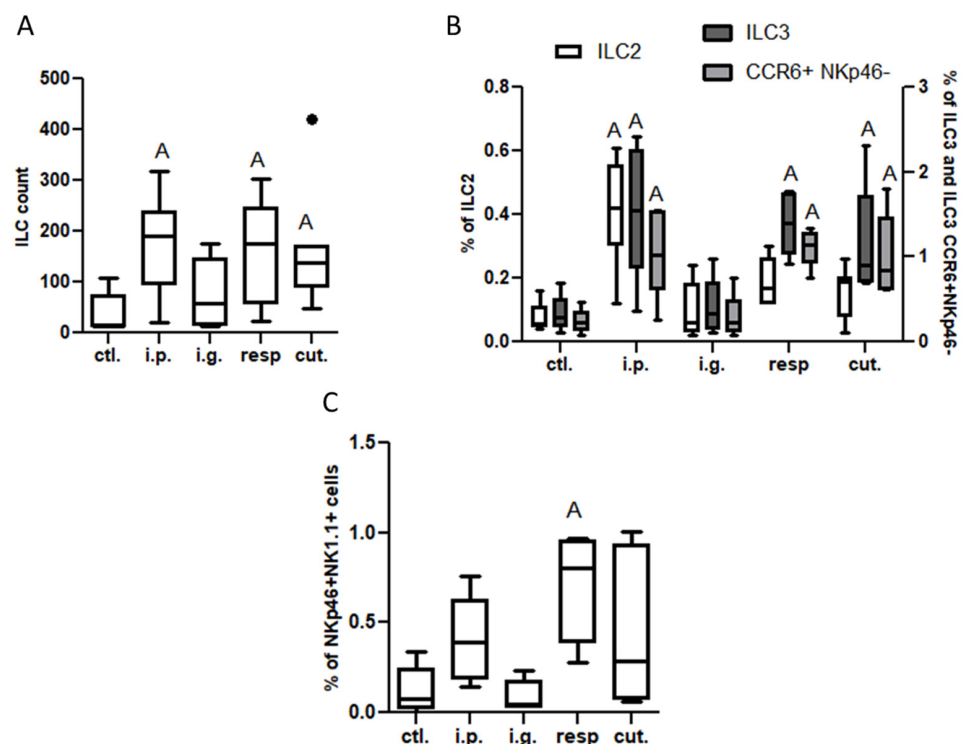 A
ILC count
500
400
300
200
100
0
A
A
A
ctl.
i.p.
i.g.
resp
cut.
B
ILC2
ILC3
CCR6+ NKp46-
% of ILC2
0.8
0.6
0.4
0.2
0.0
A A
A
A
A
A
A
3
2
1
0
% of ILC3 and ILC3 CCR6+NKp46-
ctl.
i.p.
i.g.
resp
cut.
C
% of NKp46+NK1.1+ cells
1.5
1.0
0.5
0.0
A
ctl.
i.p.
i.g.
resp
cut.